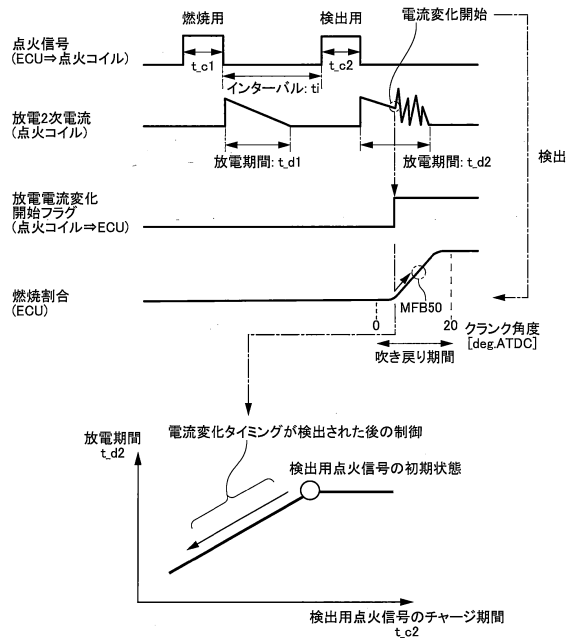 燃焼用
検出用
電流変化開始
点火信号
(ECU⇒点火コイル)
t_c1
t_c2
インターバル: ti
放電2次電流
(点火コイル)
放電期間: t_d1
放電期間: t_d2
検出
放電電流変化
開始フラグ
(点火コイル⇒ECU)
燃焼割合
(ECU)
MFB50
0
20
クランク角度
[deg.ATDC]
吹き戻り期間
放電期間
t_d2
電流変化タイミングが検出された後の制御
検出用点火信号の初期状態
検出用点火信号のチャージ期間
t_c2